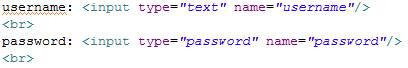 username: <input type="text" name="username"/>
<br>
password: <input type="password" name="password"/>
<br>